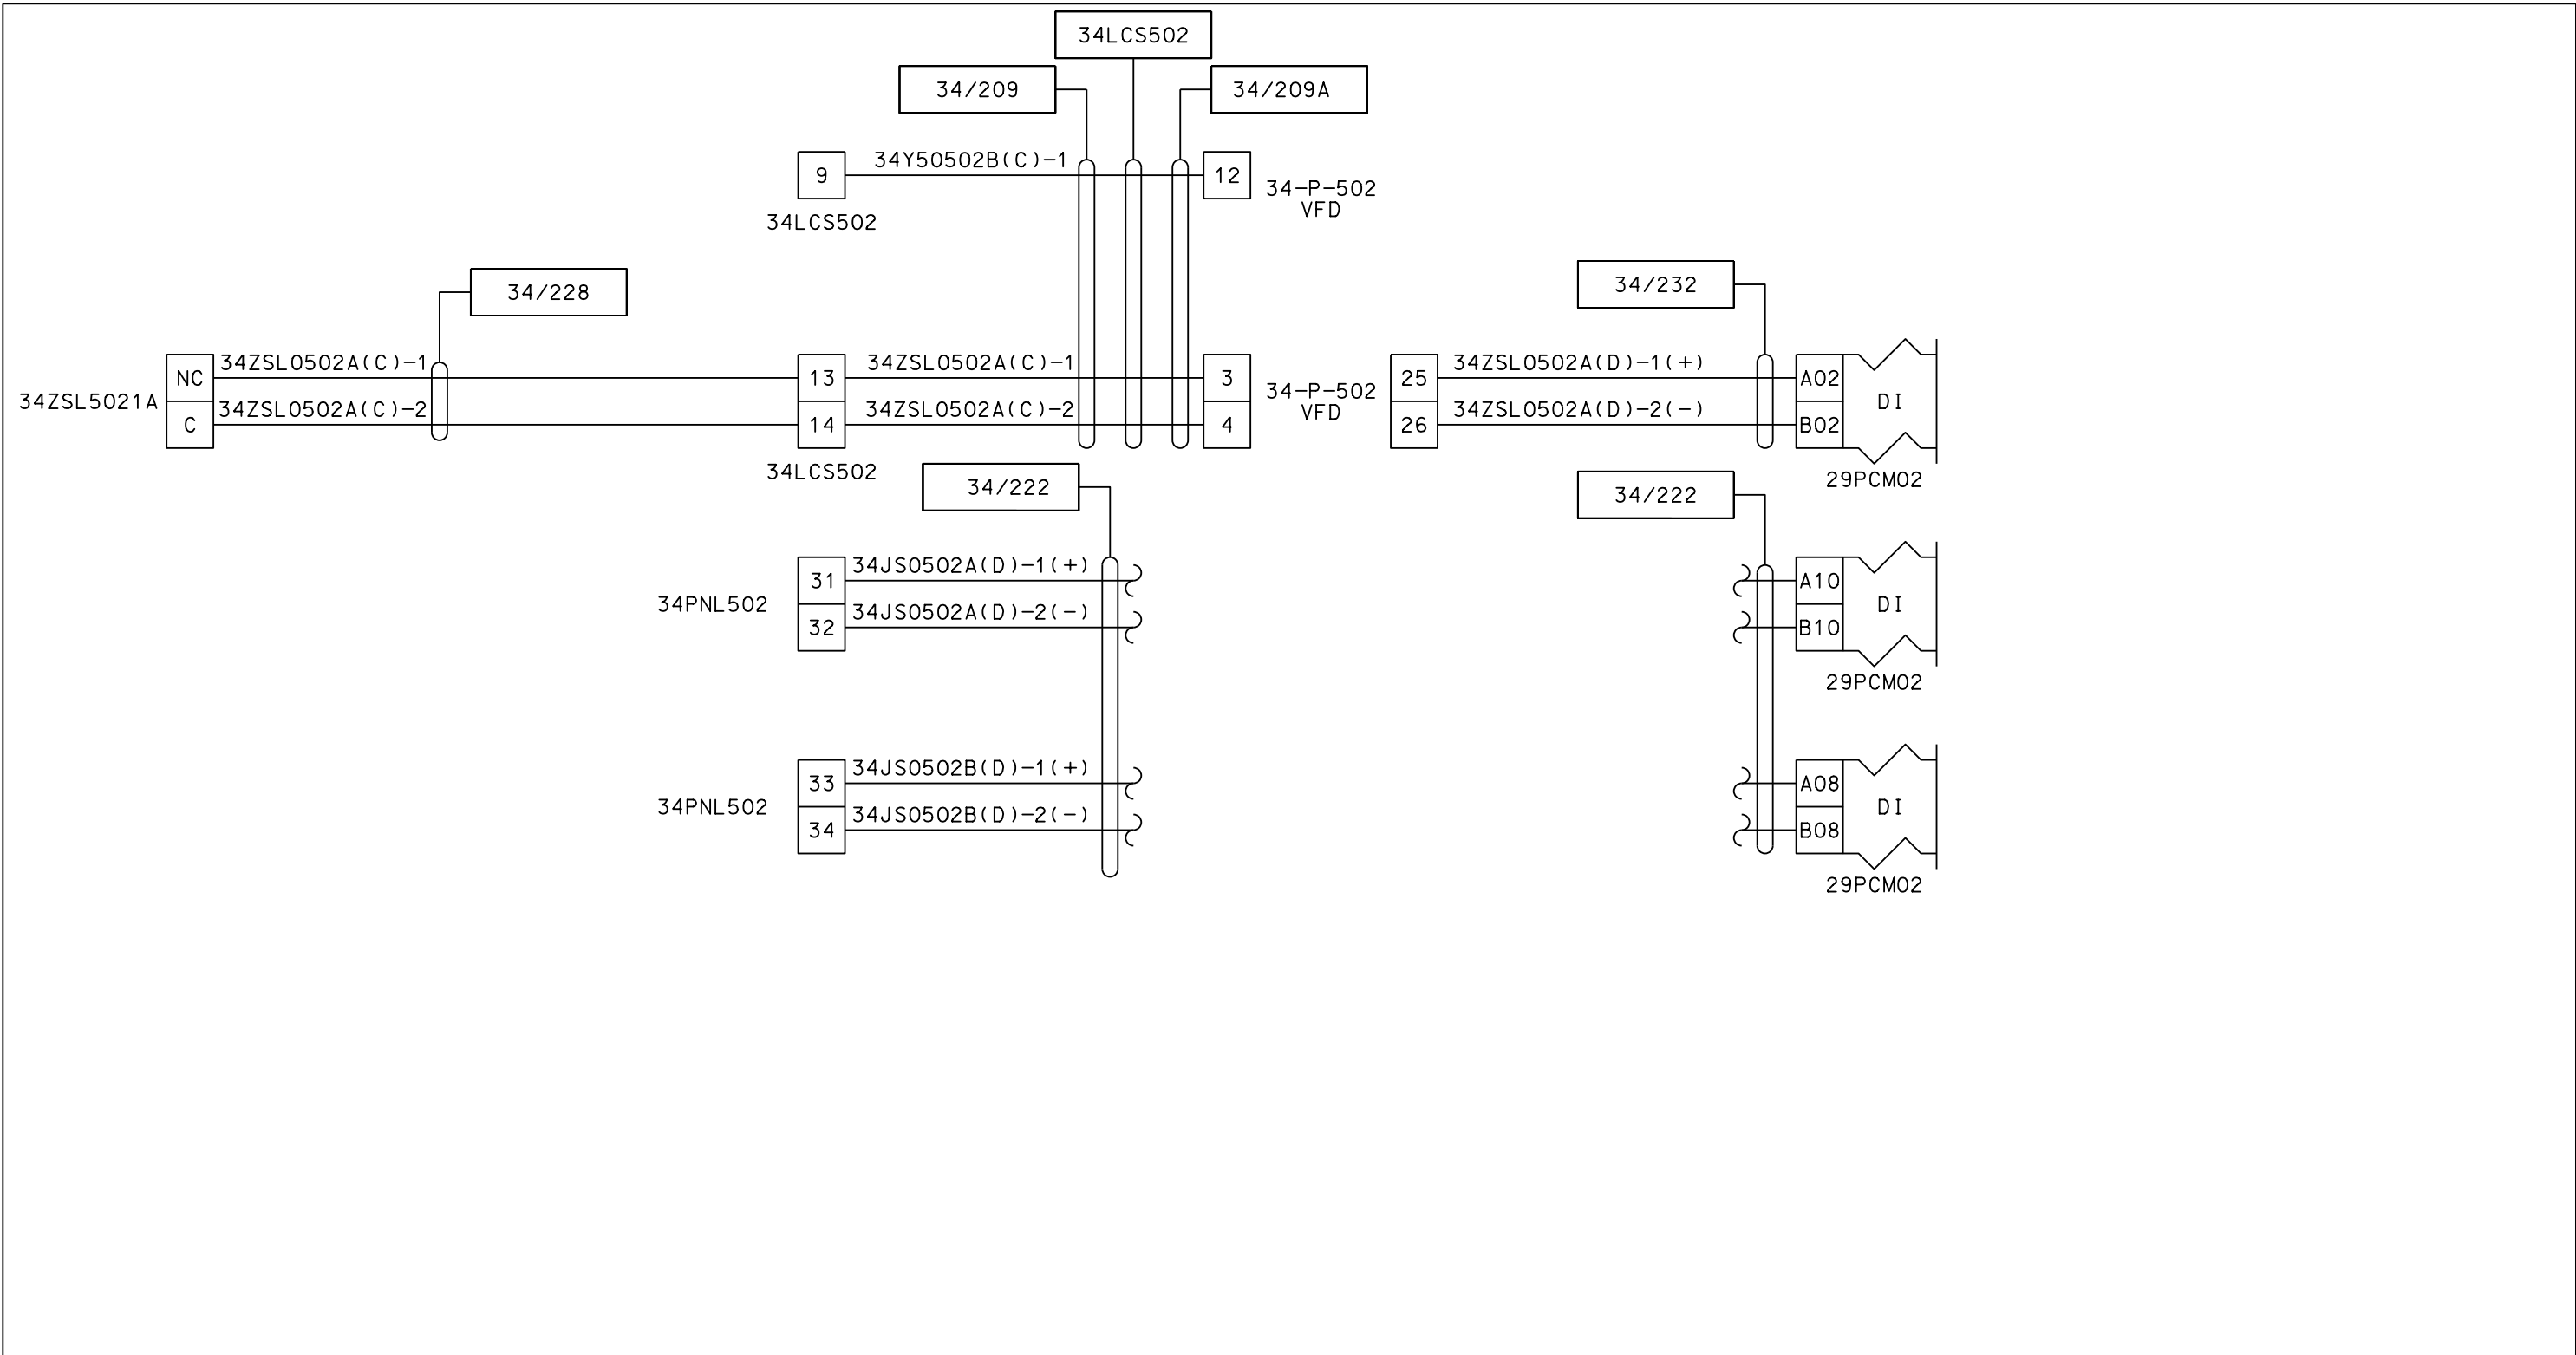 34LCS502
34/209
34/209A
9
34Y50502B(C)-1
12
34-P-502
VFD
34LCS502
34/228
34/232
34ZSL5021A
NC
34ZSL0502A(C)-1
13
34ZSL0502A(C)-1
3
C
34ZSL0502A(C)-2
14
34ZSL0502A(C)-2
4
34-P-502
VFD
25
34ZSL0502A(D)-1(+)
A02
26
34ZSL0502A(D)-2(-)
B02
DI
34LCS502
29PCM02
34/222
34/222
34PNL502
31
34JS0502A(D)-1(+)
32
34JS0502A(D)-2(-)
A10
B10
DI
29PCM02
34PNL502
33
34JS0502B(D)-1(+)
34
34JS0502B(D)-2(-)
A08
B08
DI
29PCM02